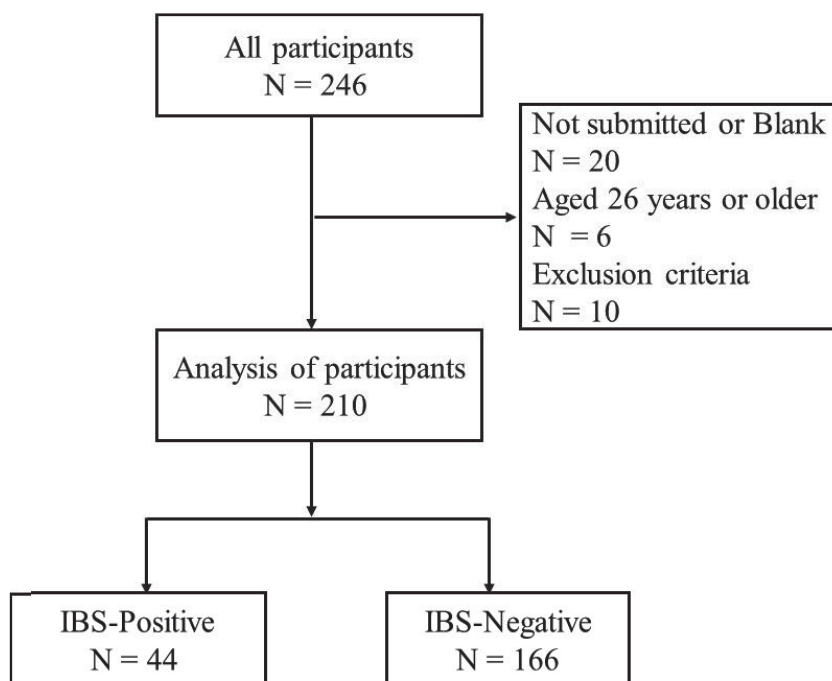 All participants
N = 246
Not submitted or Blank
N = 20
Aged 26 years or older
N = 6
Exclusion criteria
N = 10
Analysis of participants
N = 210
IBS-Positive
N = 44
IBS-Negative
N = 166